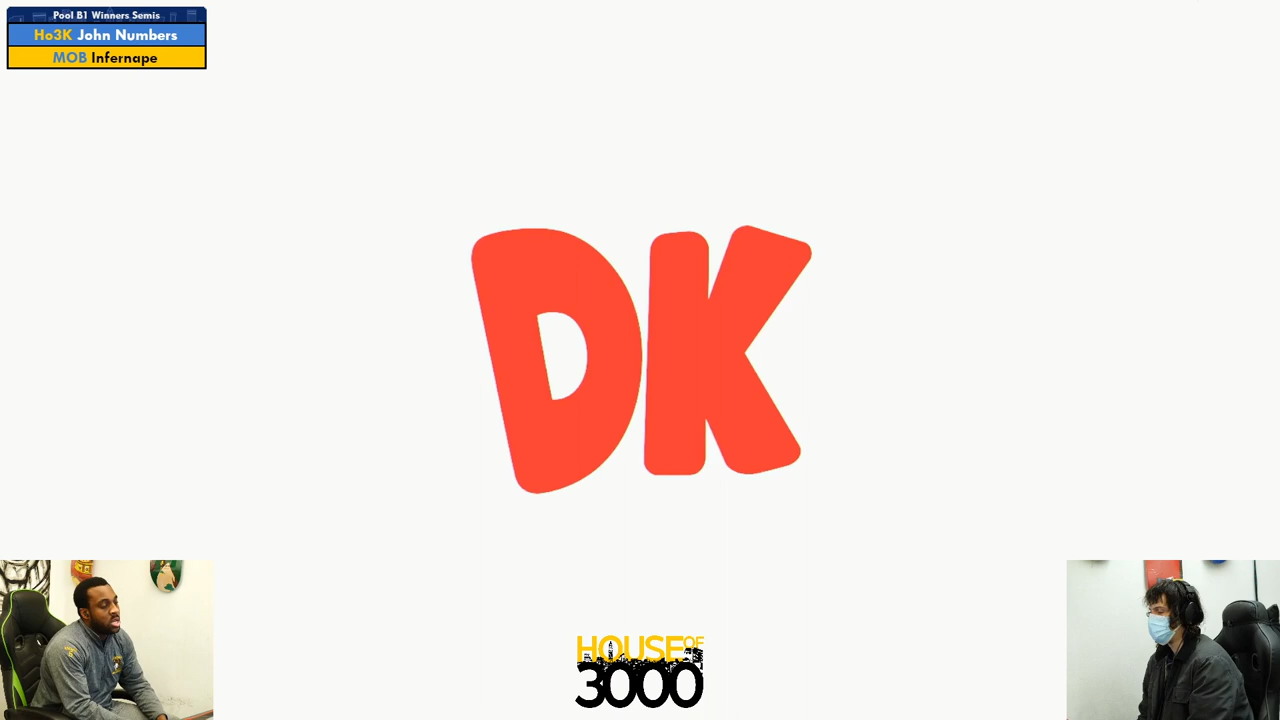 Pool B1 Winners Semis
Ho3K John Numbers
MOB Infernape
DK
HOUSE OF
3000